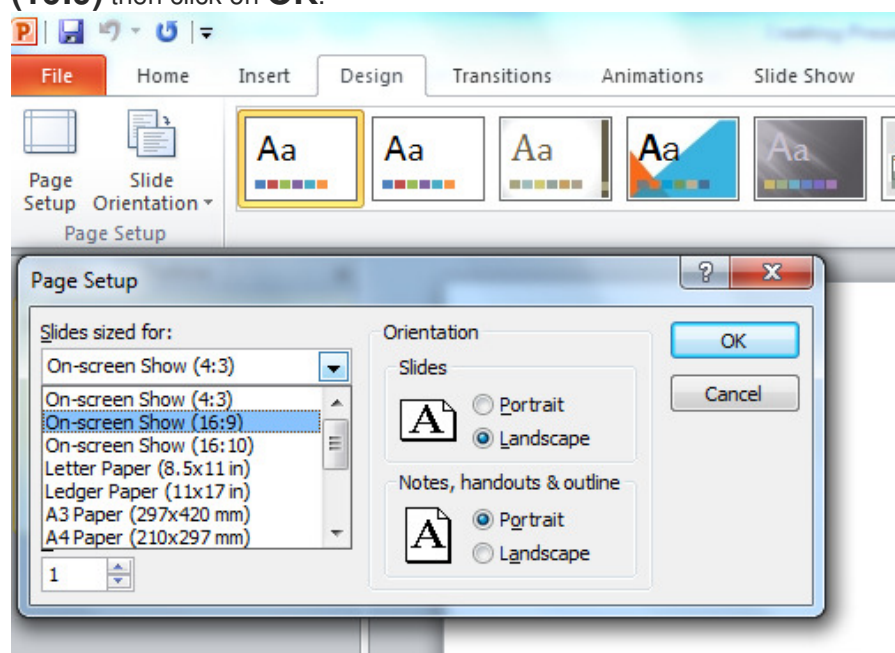 (16:9) then click on OK.
File Home Insert Design Transitions Animations Slide Show
Aa Aa Aa Aa Aa
Page Setup Slide Orientation
Page Setup
Page Setup
Slides sized for:
On-screen Show (4:3)
On-screen Show (4:3)
On-screen Show (16:9)
On-screen Show (16:10)
Letter Paper (8.5x11 in)
Ledger Paper (11x17 in)
A3 Paper (297x420 mm)
A4 Paper (210x297 mm)
1
Orientation
Slides
A
Portrait
Landscape
Notes, handouts & outline
A
Portrait
Landscape
OK
Cancel